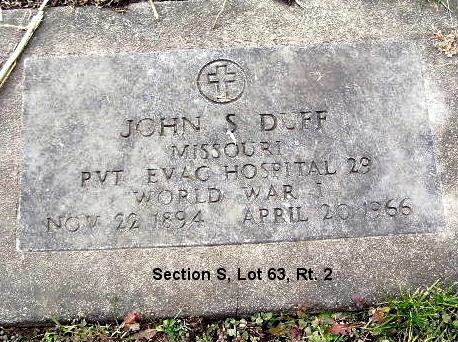 JOHN S DUFF
MISSOURI
PVT EVAC HOSPITAL 29
WORLD WAR I
NOV 22 1894 APRIL 20 1966
Section S, Lot 63, Rt. 2